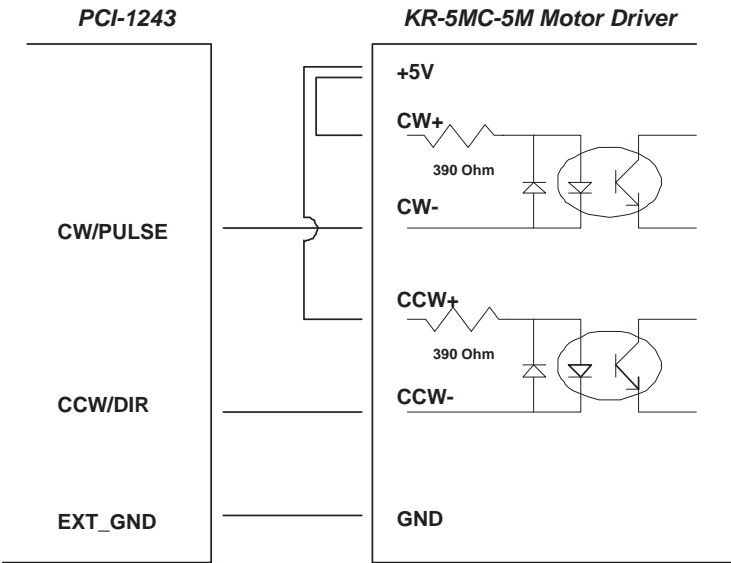 PCI-1243
KR-5MC-5M Motor Driver
+5V
CW+
390 Ohm
CW-
CW/PULSE
CCW+
390 Ohm
CCW/DIR
CCW-
EXT_GND
GND